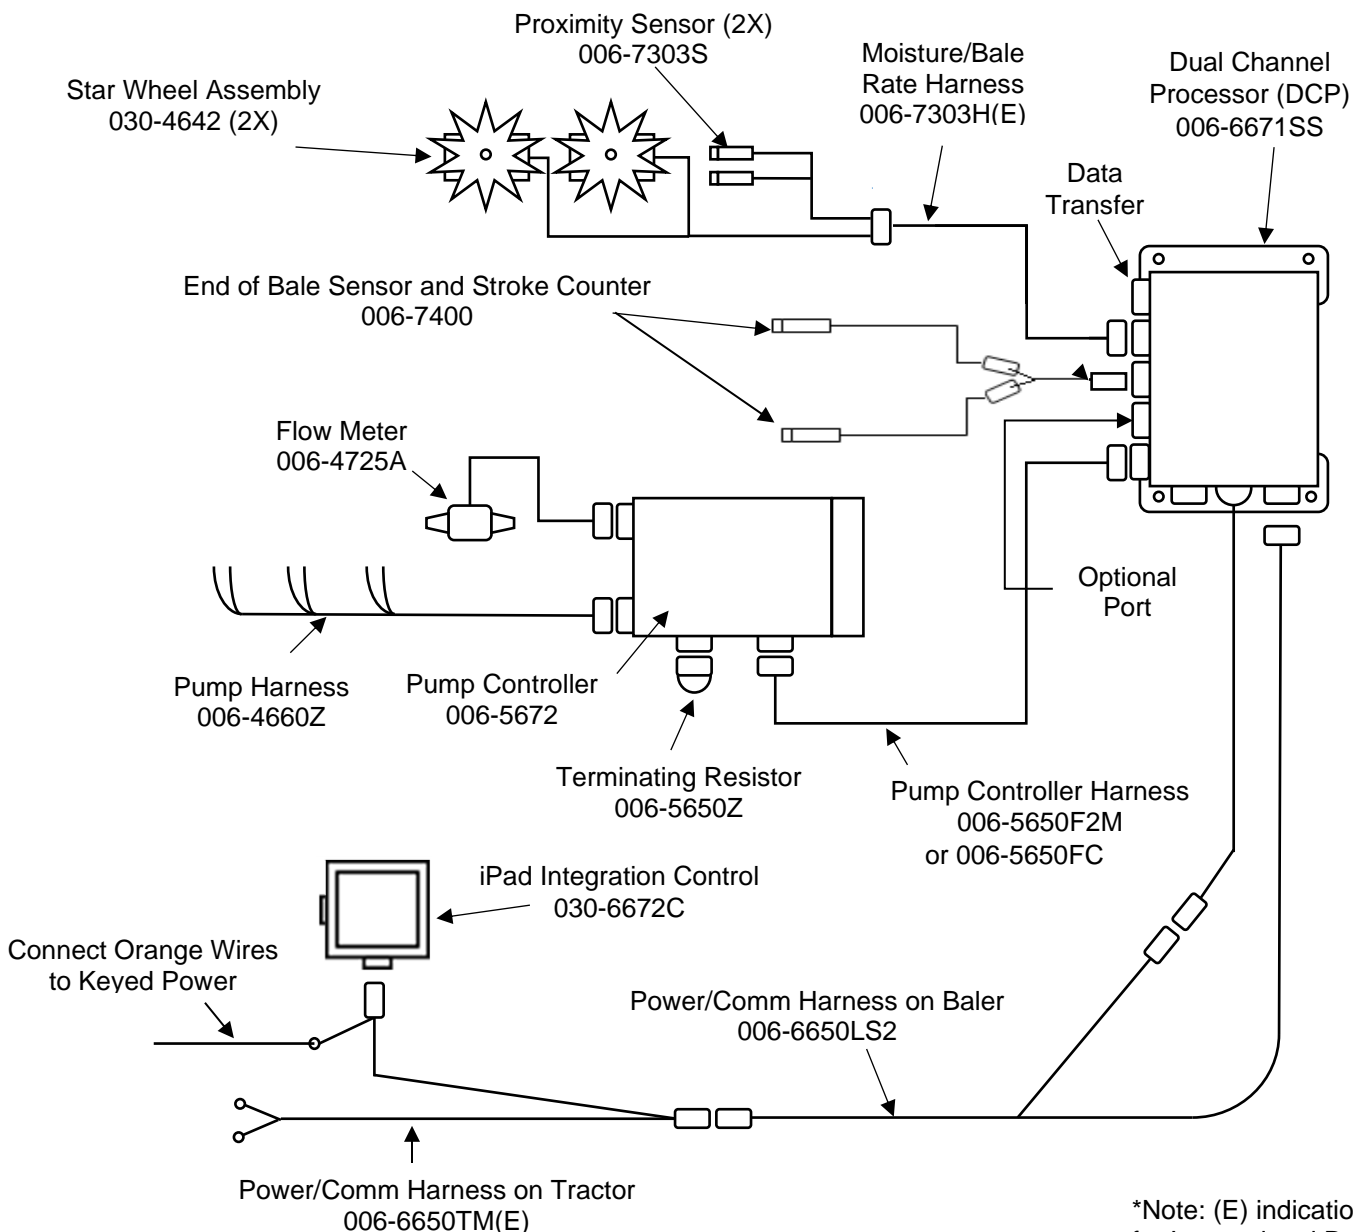 Proximity Sensor (2X)
006-7303S
Moisture/Bale
Rate Harness
006-7303H(E)
Dual Channel
Processor (DCP)
006-6671SS
Star Wheel Assembly
030-4642 (2X)
Data
Transfer
End of Bale Sensor and Stroke Counter
006-7400
Flow Meter
006-4725A
Optional
Port
Pump Harness
006-4660Z
Pump Controller
006-5672
Terminating Resistor
006-5650Z
Pump Controller Harness
006-5650F2M
or 006-5650FC
iPad Integration Control
030-6672C
Connect Orange Wires
to Keyed Power
Power/Comm Harness on Baler
006-6650LS2
Power/Comm Harness on Tractor
006-6650TM(E)
*Note: (E) indicatio